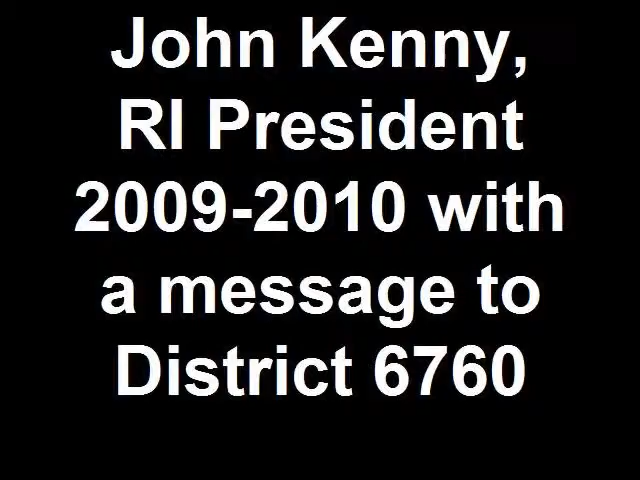 John Kenny,
RI President
2009-2010 with
a message to
District 6760